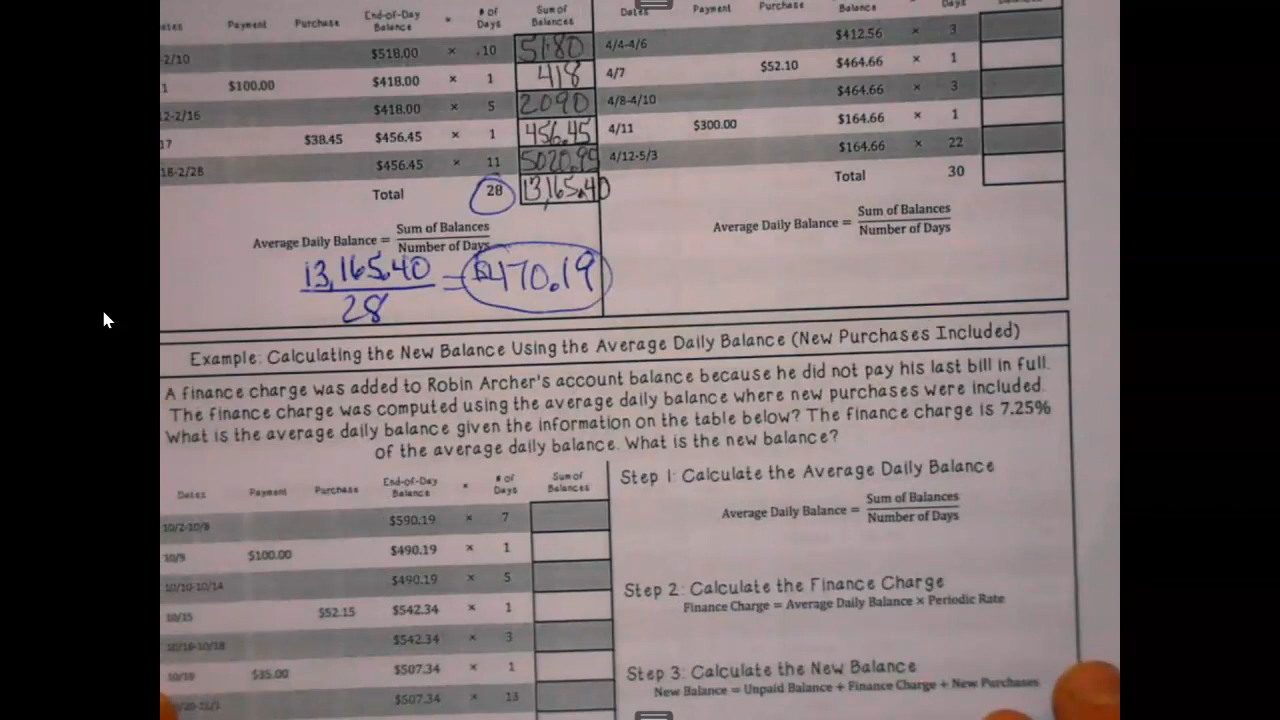 Payment Purchase End-of-Day Balance × # of Days Sum of Balances
-2/10 $518.00 × 10 5180
1 $100.00 $418.00 × 1 418
12-2/16 $418.00 × 5 2090
17 $38.45 $456.45 × 1 456.45
18-2/28 $456.45 × 11 5020.95
Total 28 13,165.40
Average Daily Balance = Sum of Balances
Number of Days
13,165.40 = $470.19
28
Dates Payment Purchase Balance × Days
4/4-4/6 $412.56 × 3
4/7 $52.10 $464.66 × 1
4/8-4/10 $464.66 × 3
4/11 $300.00 $164.66 × 1
4/12-5/3 $164.66 × 22
Total 30
Average Daily Balance = Sum of Balances
Number of Days
Example: Calculating the New Balance Using the Average Daily Balance (New Purchases Included)
A finance charge was added to Robin Archer's account balance because he did not pay his last bill in full.
The finance charge was computed using the average daily balance where new purchases were included.
What is the average daily balance given the information on the table below? The finance charge is 7.25%
of the average daily balance. What is the new balance?
Dates Payment Purchase End-of-Day Balance × # of Days Sum of Balances
10/2-10/8 $590.19 × 7
10/9 $100.00 $490.19 × 1
10/10-10/14 $490.19 × 5
10/15 $52.15 $542.34 × 1
10/16-10/18 $542.34 × 3
10/19 $35.00 $507.34 × 1
$507.34 × 13
Step 1: Calculate the Average Daily Balance
Average Daily Balance = Sum of Balances
Number of Days
Step 2: Calculate the Finance Charge
Finance Charge = Average Daily Balance × Periodic Rate
Step 3: Calculate the New Balance
New Balance = Unpaid Balance + Finance Charge + New Purchases